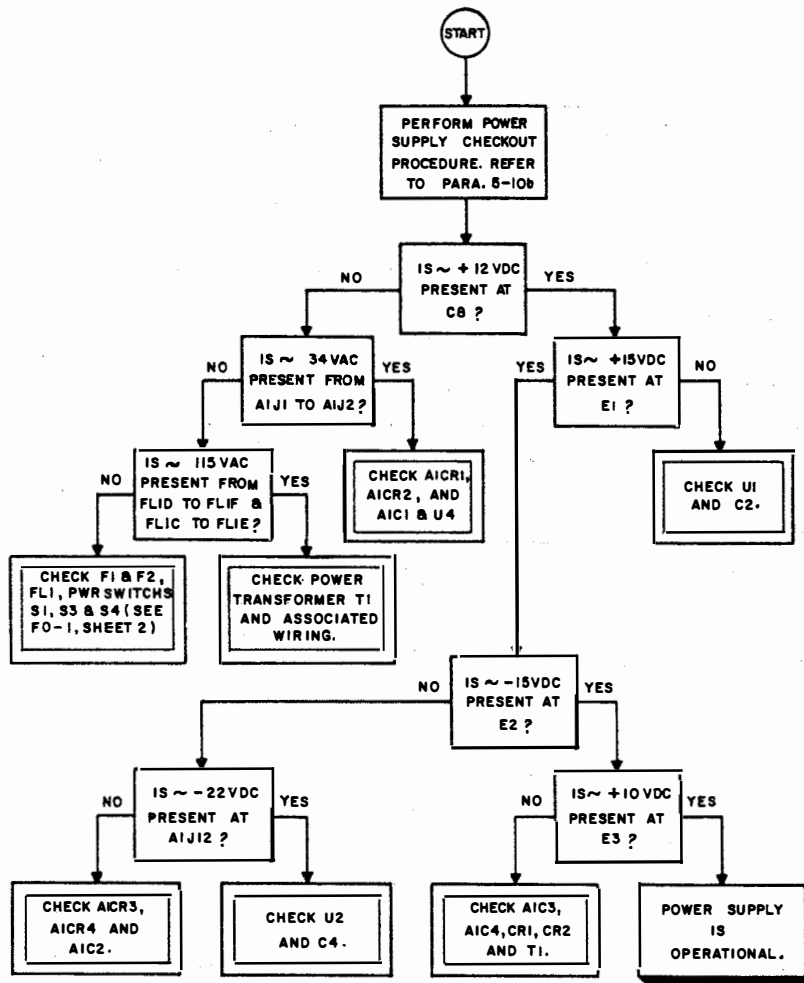 START
PERFORM POWER
SUPPLY CHECKOUT
PROCEDURE. REFER
TO PARA. 5-10b
NO
IS ~ +12 VDC
PRESENT AT
C8 ?
YES
NO
IS ~ 34 VAC
PRESENT FROM
A1J1 TO A1J2?
YES
YES
IS ~ +15VDC
PRESENT AT
E1 ?
NO
NO
IS ~ 115 VAC
PRESENT FROM
FL1D TO FL1F &
FL1C TO FL1E?
YES
CHECK A1CR1,
A1CR2, AND
A1C1 & U4
CHECK U1
AND C2.
CHECK F1 & F2,
FL1, PWR SWITCHS
S1, S3 & S4 (SEE
FO-1, SHEET 2)
CHECK POWER
TRANSFORMER T1
AND ASSOCIATED
WIRING.
NO
IS ~ -15VDC
PRESENT AT
E2 ?
YES
NO
IS ~ -22VDC
PRESENT AT
A1J12 ?
YES
NO
IS ~ +10 VDC
PRESENT AT
E3 ?
YES
CHECK A1CR3,
A1CR4 AND
A1C2.
CHECK U2
AND C4.
CHECK A1C3,
A1C4, CR1, CR2
AND T1.
POWER SUPPLY
IS
OPERATIONAL.